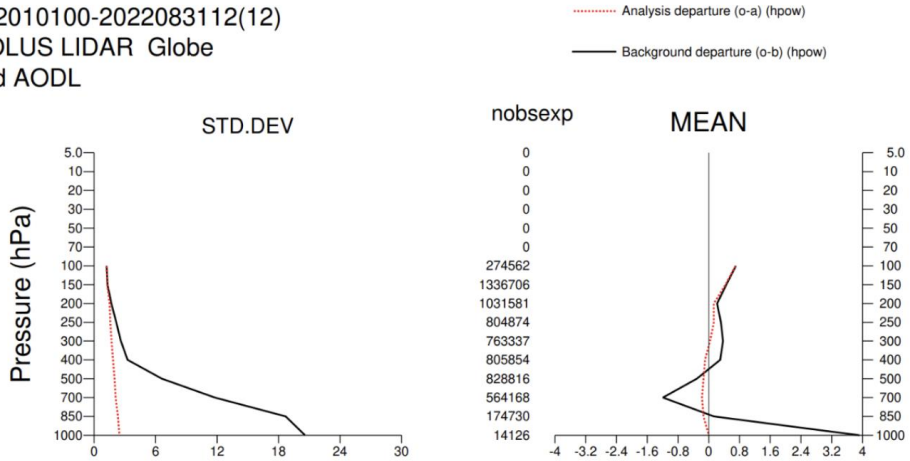 2010100-2022083112(12)
OLUS LIDAR Globe
d AODL
Analysis departure (o-a) (hpow)
Background departure (o-b) (hpow)
STD.DEV
nobsexp
MEAN
Pressure (hPa)
5.0 0 5.0
10 0 10
20 0 20
30 0 30
50 0 50
70 0 70
100 274562 100
150 1336706 150
200 1031581 200
250 804874 250
300 763337 300
400 805854 400
500 828816 500
700 564168 700
850 174730 850
1000 14126 1000
0 6 12 18 24 30 -4 -3.2 -2.4 -1.6 -0.8 0 0.8 1.6 2.4 3.2 4